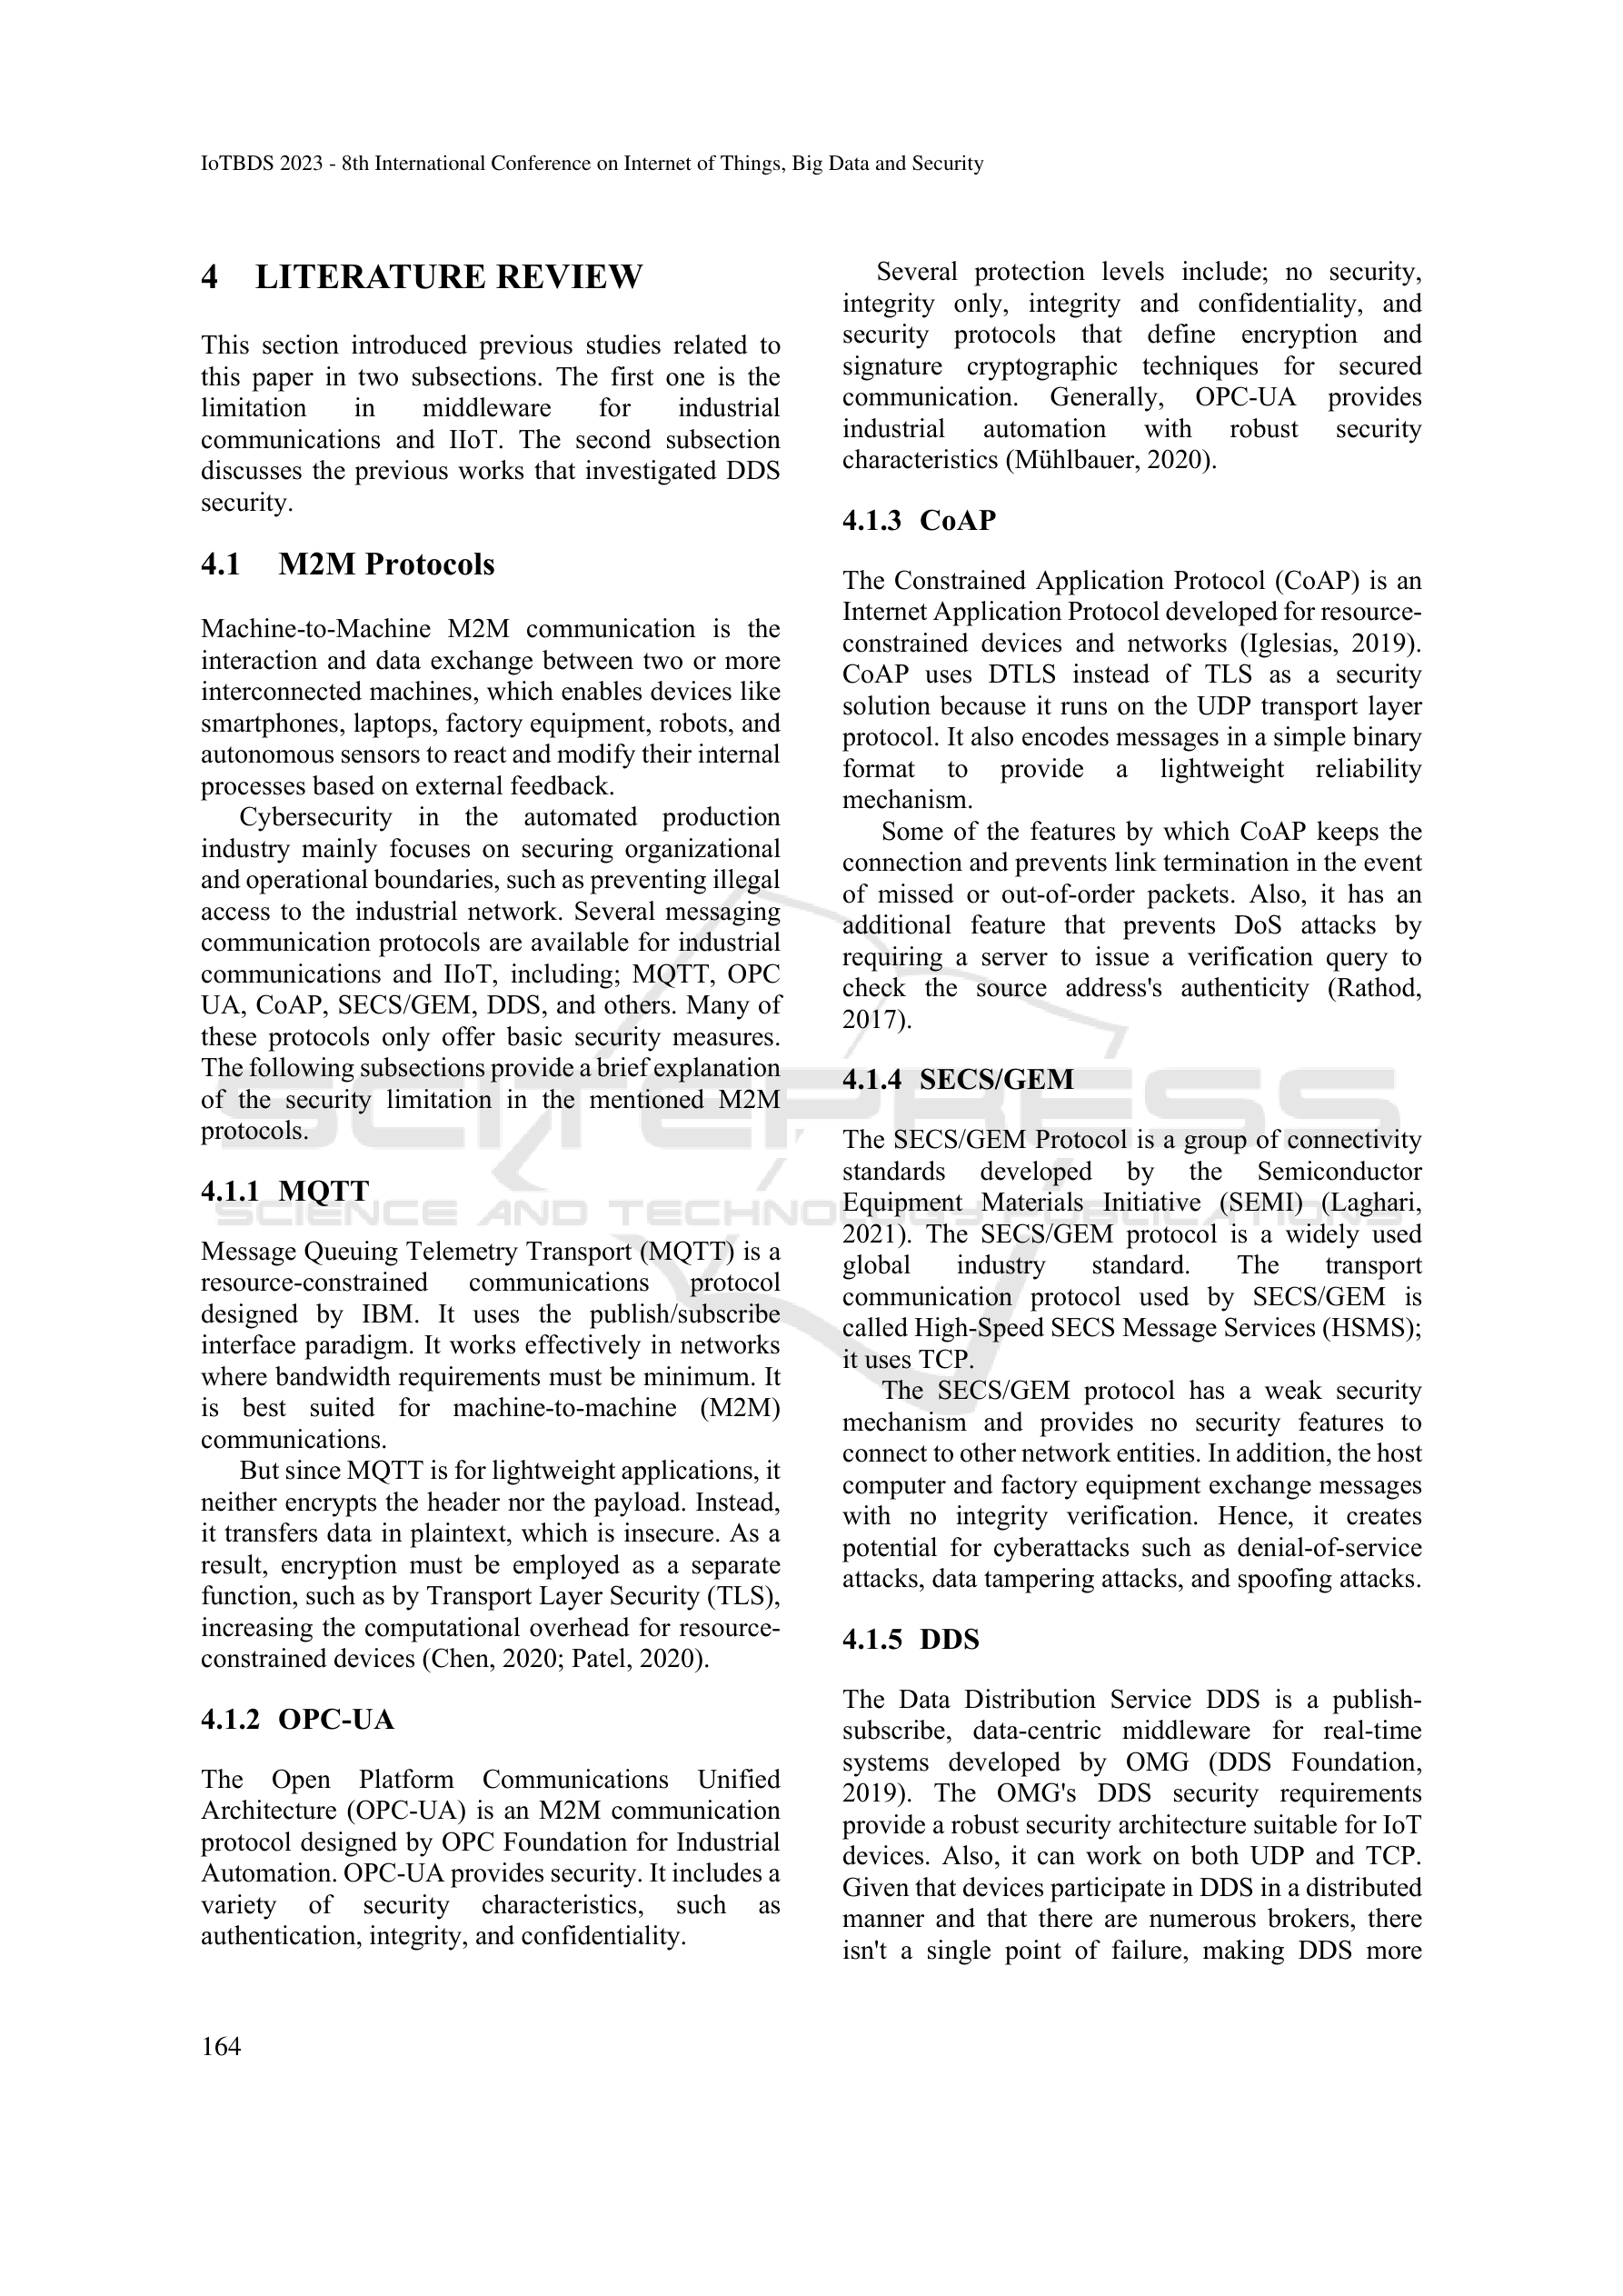 IoTBDS 2023 - 8th International Conference on Internet of Things, Big Data and Security
4 LITERATURE REVIEW
This section introduced previous studies related to
this paper in two subsections. The first one is the
limitation in middleware for industrial
communications and IIoT. The second subsection
discusses the previous works that investigated DDS
security.
4.1 M2M Protocols
Machine-to-Machine M2M communication is the
interaction and data exchange between two or more
interconnected machines, which enables devices like
smartphones, laptops, factory equipment, robots, and
autonomous sensors to react and modify their internal
processes based on external feedback.
Cybersecurity in the automated production
industry mainly focuses on securing organizational
and operational boundaries, such as preventing illegal
access to the industrial network. Several messaging
communication protocols are available for industrial
communications and IIoT, including; MQTT, OPC
UA, CoAP, SECS/GEM, DDS, and others. Many of
these protocols only offer basic security measures.
The following subsections provide a brief explanation
of the security limitation in the mentioned M2M
protocols.
4.1.1 MQTT
Message Queuing Telemetry Transport (MQTT) is a
resource-constrained communications protocol
designed by IBM. It uses the publish/subscribe
interface paradigm. It works effectively in networks
where bandwidth requirements must be minimum. It
is best suited for machine-to-machine (M2M)
communications.
But since MQTT is for lightweight applications, it
neither encrypts the header nor the payload. Instead,
it transfers data in plaintext, which is insecure. As a
result, encryption must be employed as a separate
function, such as by Transport Layer Security (TLS),
increasing the computational overhead for resource-
constrained devices (Chen, 2020; Patel, 2020).
4.1.2 OPC-UA
The Open Platform Communications Unified
Architecture (OPC-UA) is an M2M communication
protocol designed by OPC Foundation for Industrial
Automation. OPC-UA provides security. It includes a
variety of security characteristics, such as
authentication, integrity, and confidentiality.
Several protection levels include; no security,
integrity only, integrity and confidentiality, and
security protocols that define encryption and
signature cryptographic techniques for secured
communication. Generally, OPC-UA provides
industrial automation with robust security
characteristics (Mühlbauer, 2020).
4.1.3 CoAP
The Constrained Application Protocol (CoAP) is an
Internet Application Protocol developed for resource-
constrained devices and networks (Iglesias, 2019).
CoAP uses DTLS instead of TLS as a security
solution because it runs on the UDP transport layer
protocol. It also encodes messages in a simple binary
format to provide a lightweight reliability
mechanism.
Some of the features by which CoAP keeps the
connection and prevents link termination in the event
of missed or out-of-order packets. Also, it has an
additional feature that prevents DoS attacks by
requiring a server to issue a verification query to
check the source address's authenticity (Rathod,
2017).
4.1.4 SECS/GEM
The SECS/GEM Protocol is a group of connectivity
standards developed by the Semiconductor
Equipment Materials Initiative (SEMI) (Laghari,
2021). The SECS/GEM protocol is a widely used
global industry standard. The transport
communication protocol used by SECS/GEM is
called High-Speed SECS Message Services (HSMS);
it uses TCP.
The SECS/GEM protocol has a weak security
mechanism and provides no security features to
connect to other network entities. In addition, the host
computer and factory equipment exchange messages
with no integrity verification. Hence, it creates
potential for cyberattacks such as denial-of-service
attacks, data tampering attacks, and spoofing attacks.
4.1.5 DDS
The Data Distribution Service DDS is a publish-
subscribe, data-centric middleware for real-time
systems developed by OMG (DDS Foundation,
2019). The OMG's DDS security requirements
provide a robust security architecture suitable for IoT
devices. Also, it can work on both UDP and TCP.
Given that devices participate in DDS in a distributed
manner and that there are numerous brokers, there
isn't a single point of failure, making DDS more
164
SCITEPRESS
SCIENCE AND TECHNOLOGY PUBLICATIONS